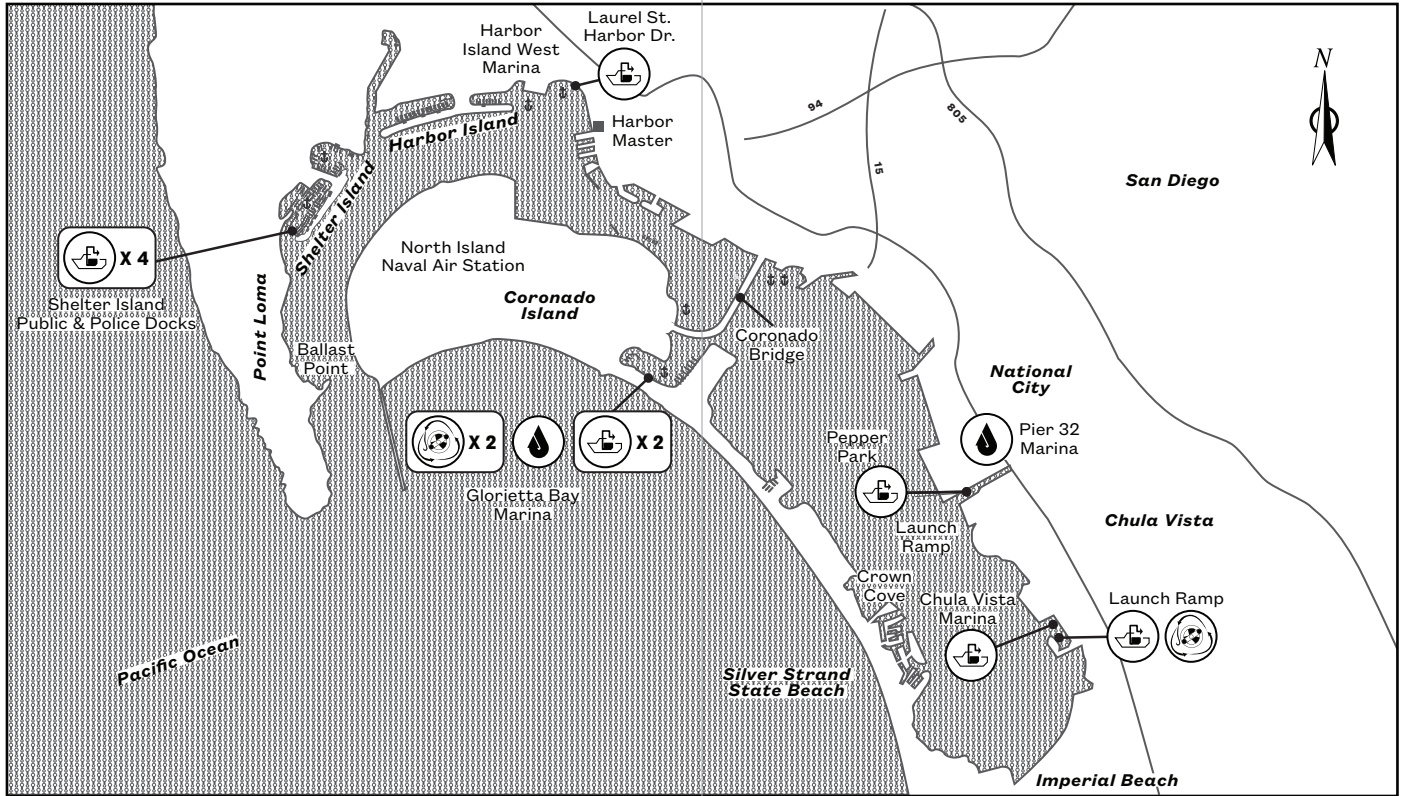 Laurel St.
Harbor Dr.
Harbor
Island West
Marina
N
94
805
Harbor Island
Harbor
Master
15
San Diego
Shelter Island
X 4
North Island
Naval Air Station
Coronado
Island
Shelter Island
Public & Police Docks
Point Loma
Ballast
Point
Coronado
Bridge
National
City
X 2
X 2
Glorietta Bay
Marina
Pepper
Park
Pier 32
Marina
Launch
Ramp
Chula Vista
Crown
Cove
Chula Vista
Marina
Launch Ramp
Pacific Ocean
Silver Strand
State Beach
Imperial Beach